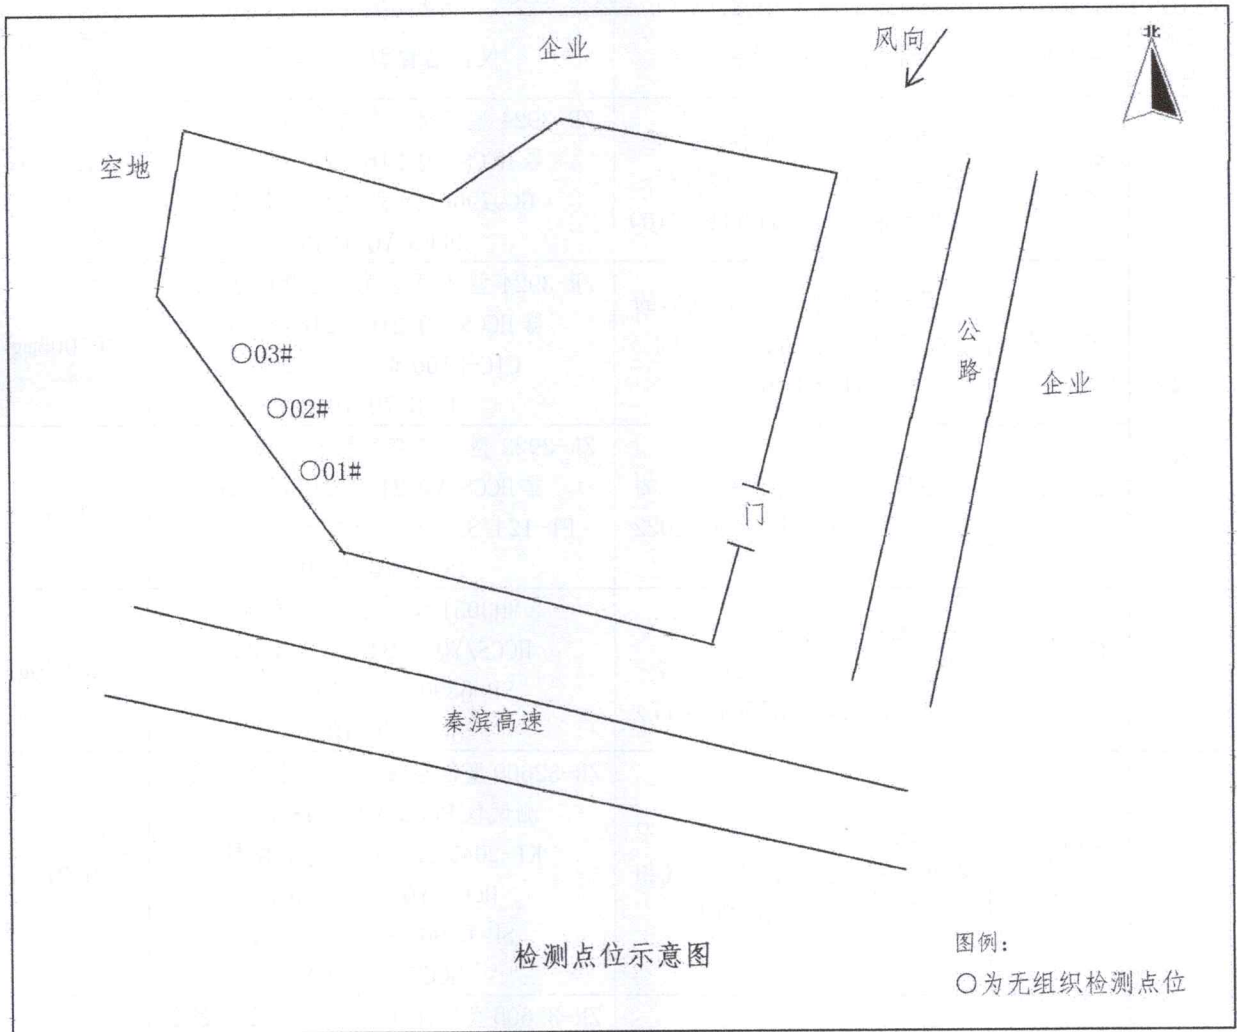 企业
风向
北
空地
○03#
公路
企业
○02#
○01#
门
秦滨高速
检测点位示意图
图例：
○为无组织检测点位